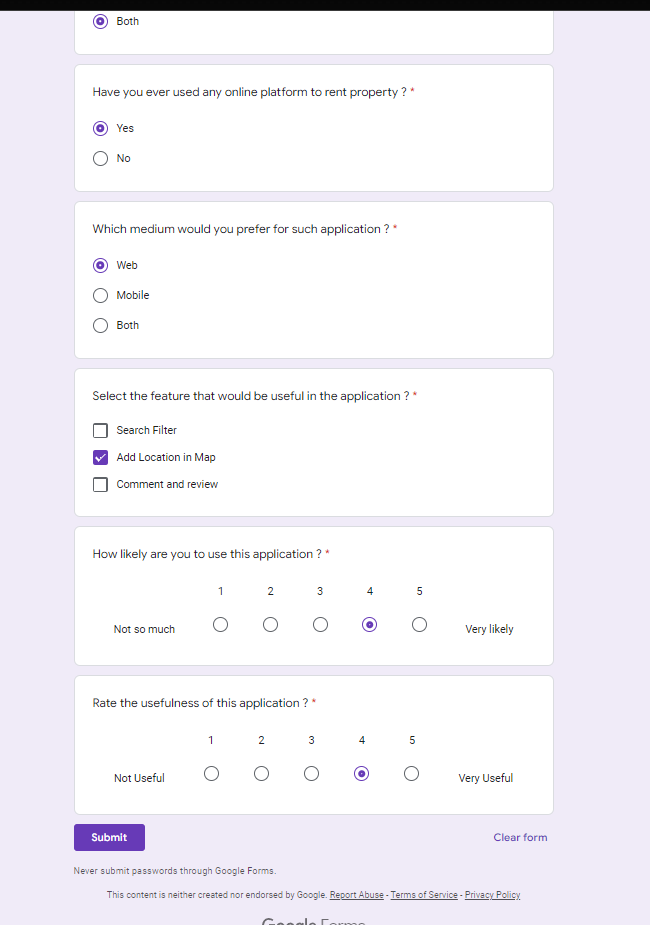 Both
Have you ever used any online platform to rent property ? *
Yes
No
Which medium would you prefer for such application ? *
Web
Mobile
Both
Select the feature that would be useful in the application ? *
Search Filter
Add Location in Map
Comment and review
How likely are you to use this application ? *
1 2 3 4 5
Not so much Very likely
Rate the usefulness of this application ? *
1 2 3 4 5
Not Useful Very Useful
Submit Clear form
Never submit passwords through Google Forms.
This content is neither created nor endorsed by Google. Report Abuse - Terms of Service - Privacy Policy
Google Forms